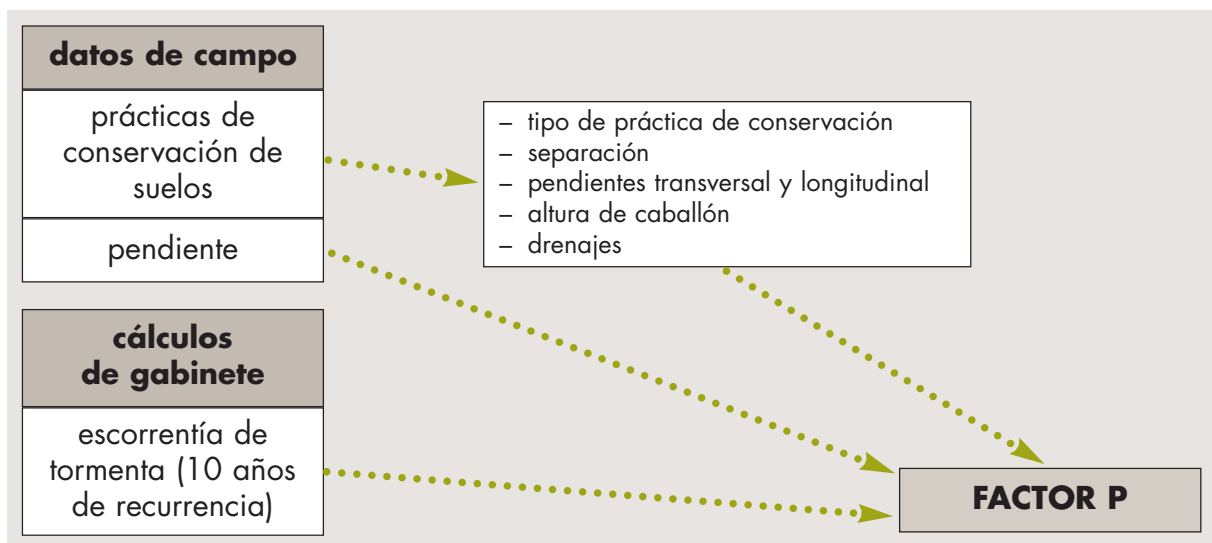 datos de campo
prácticas de
conservación de
suelos
pendiente
– tipo de práctica de conservación
– separación
– pendientes transversal y longitudinal
– altura de caballón
– drenajes
cálculos
de gabinete
escorrentía de
tormenta (10 años
de recurrencia)
FACTOR P